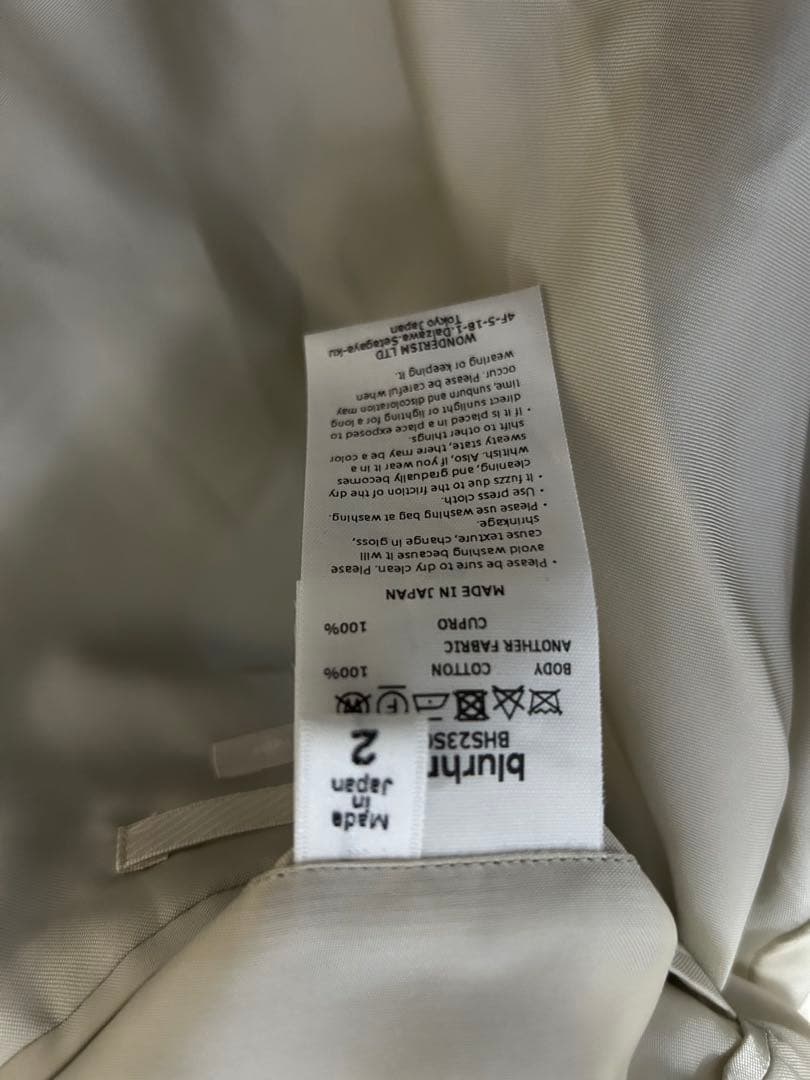 Made
in
Japan
2
blurhr
BHS23S
BODY COTTON 100%
ANOTHER FABRIC
CUPRO 100%
MADE IN JAPAN
• Please be sure to dry clean. Please
avoid washing because it will
cause texture, change in gloss,
shrinkage.
• Please use washing bag at washing.
• Use press cloth.
• It fuzzs due to the friction of the dry
cleaning, and gradually becomes
whitish. Also, if you wear it in a
sweaty state, there may be a color
shift to other things.
• If it is placed in a place exposed to
direct sunlight or lighting for a long
time, sunburn and discoloration may
occur. Please be careful when
wearing or keeping it.
WONDERISM LTD
4F-5-18-1.Daizawa.Setagaya-ku
Tokyo Japan